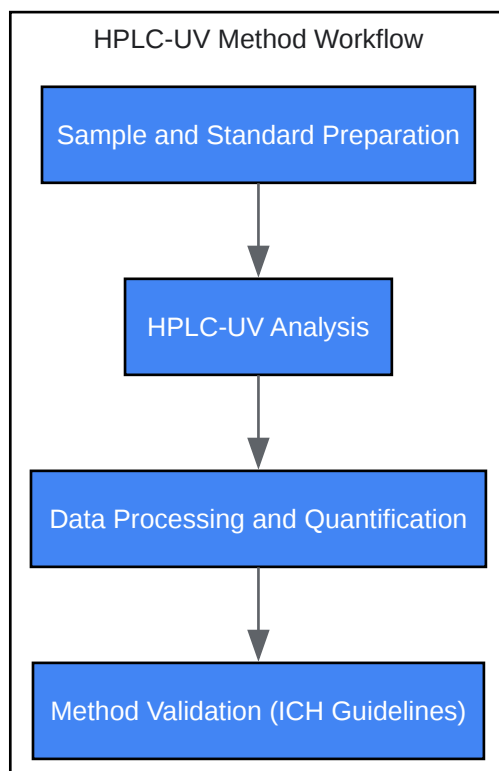 HPLC-UV Method Workflow
Sample and Standard Preparation
HPLC-UV Analysis
Data Processing and Quantification
Method Validation (ICH Guidelines)